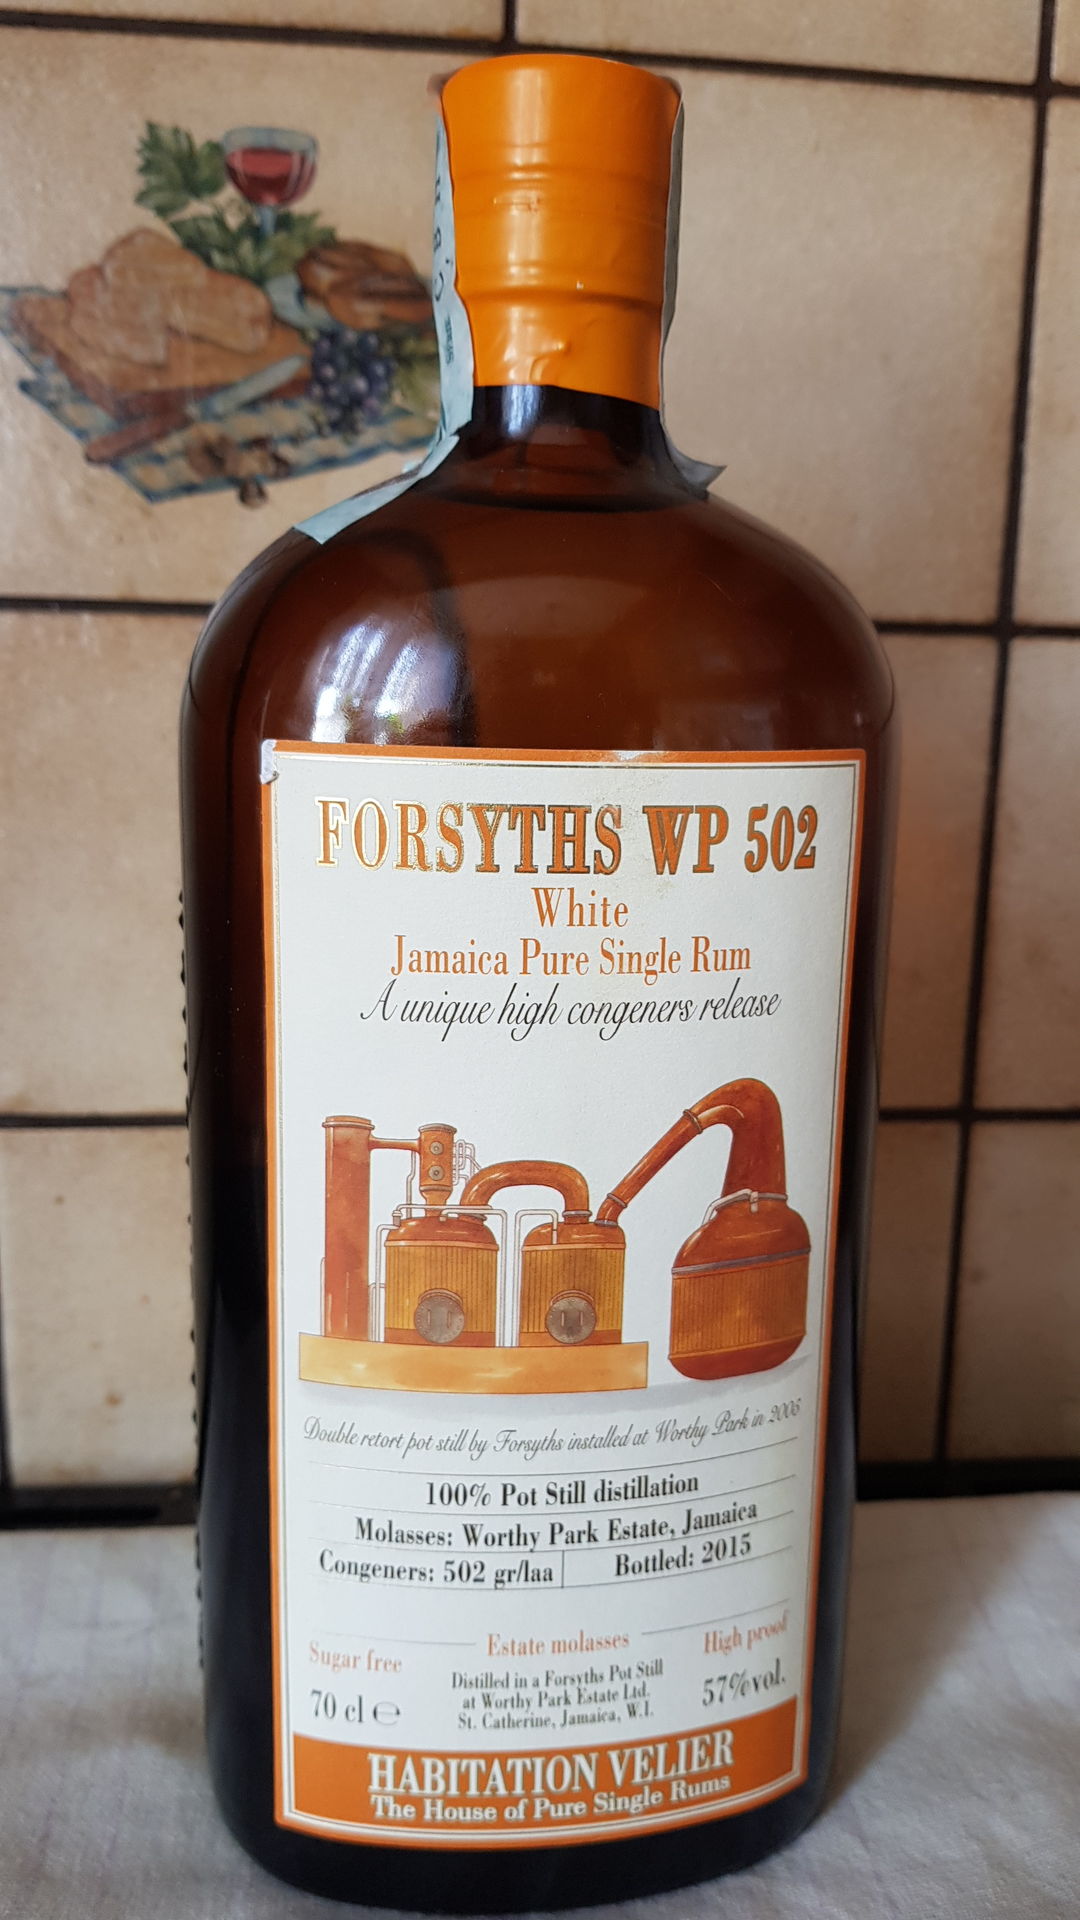 FORSYTHS WP 502
White
Jamaica Pure Single Rum
A unique high congeners release
Double retort pot still by Forsyths installed at Worthy Park in 2006
100% Pot Still distillation
Molasses: Worthy Park Estate, Jamaica
Congeners: 502 gr/laa
Bottled: 2015
Sugar free
Estate molasses
High proof
70 cl ℮
Distilled in a Forsyths Pot Still
at Worthy Park Estate Ltd.
St. Catherine, Jamaica, W.I.
57%vol.
HABITATION VELIER
The House of Pure Single Rums